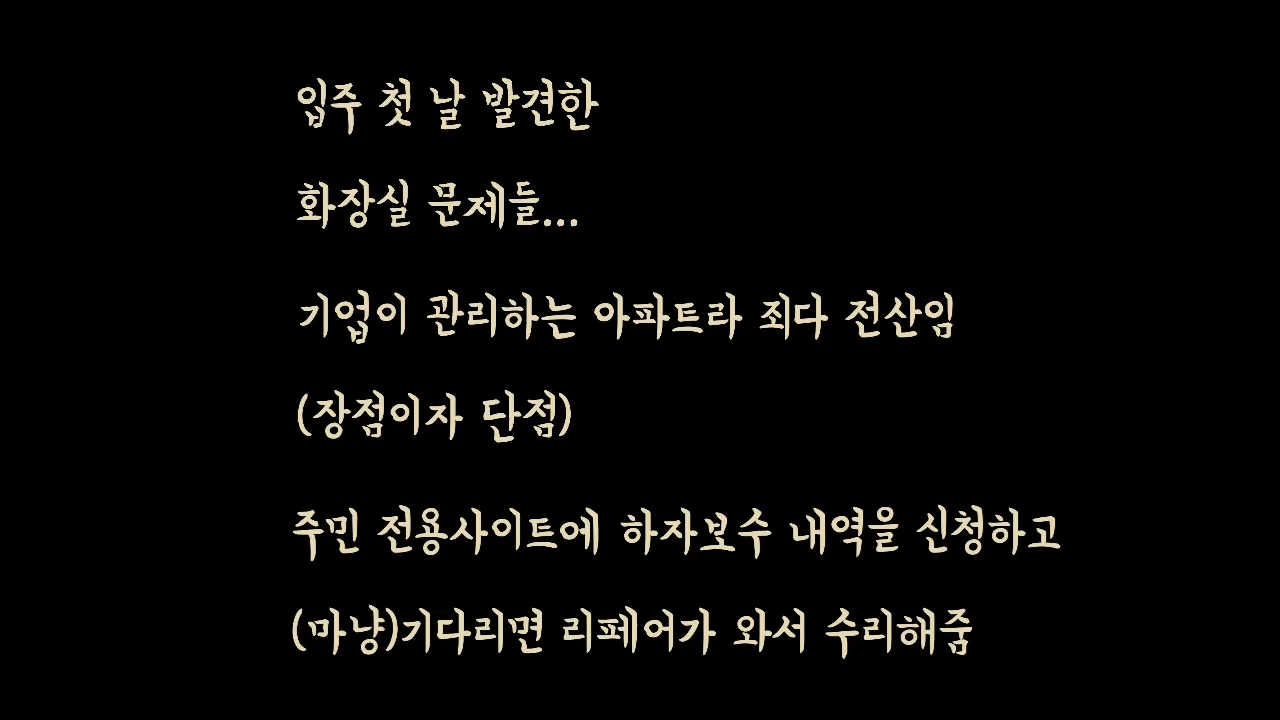 입주 첫 날 발견한
화장실 문제들...
기업이 관리하는 아파트라 죄다 전산임
(장점이자 단점)
주민 전용사이트에 하자보수 내역을 신청하고
(마냥)기다리면 리페어가 와서 수리해줌